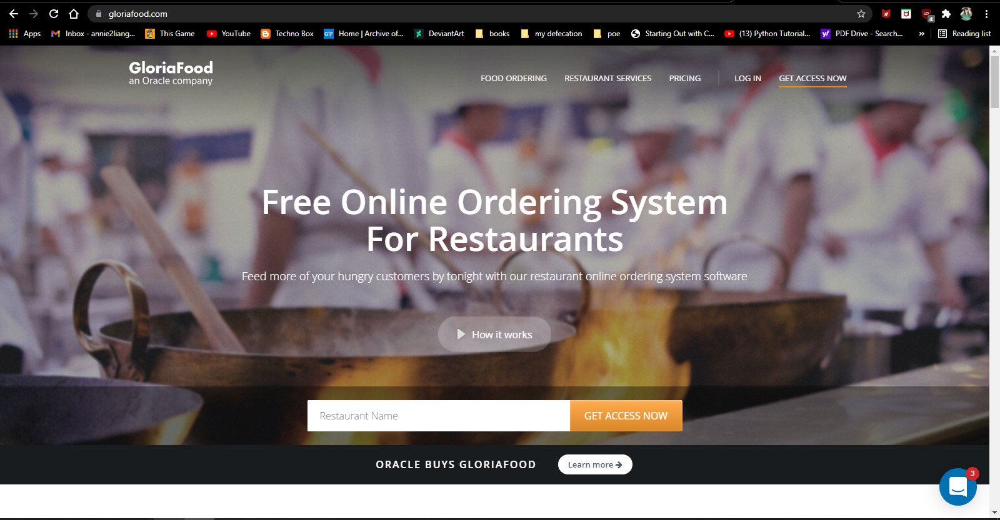 gloriafood.com
4
Apps Inbox - annie2liang... This Game YouTube Techno Box GiF Home | Archive of... DeviantArt books my defecation poe Starting Out with C... (13) Python Tutorial... PDF Drive - Search... » Reading list
GloriaFood
an Oracle company
FOOD ORDERING RESTAURANT SERVICES PRICING LOG IN GET ACCESS NOW
Free Online Ordering System
For Restaurants
Feed more of your hungry customers by tonight with our restaurant online ordering system software
How it works
Restaurant Name GET ACCESS NOW
ORACLE BUYS GLORIAFOOD Learn more
3